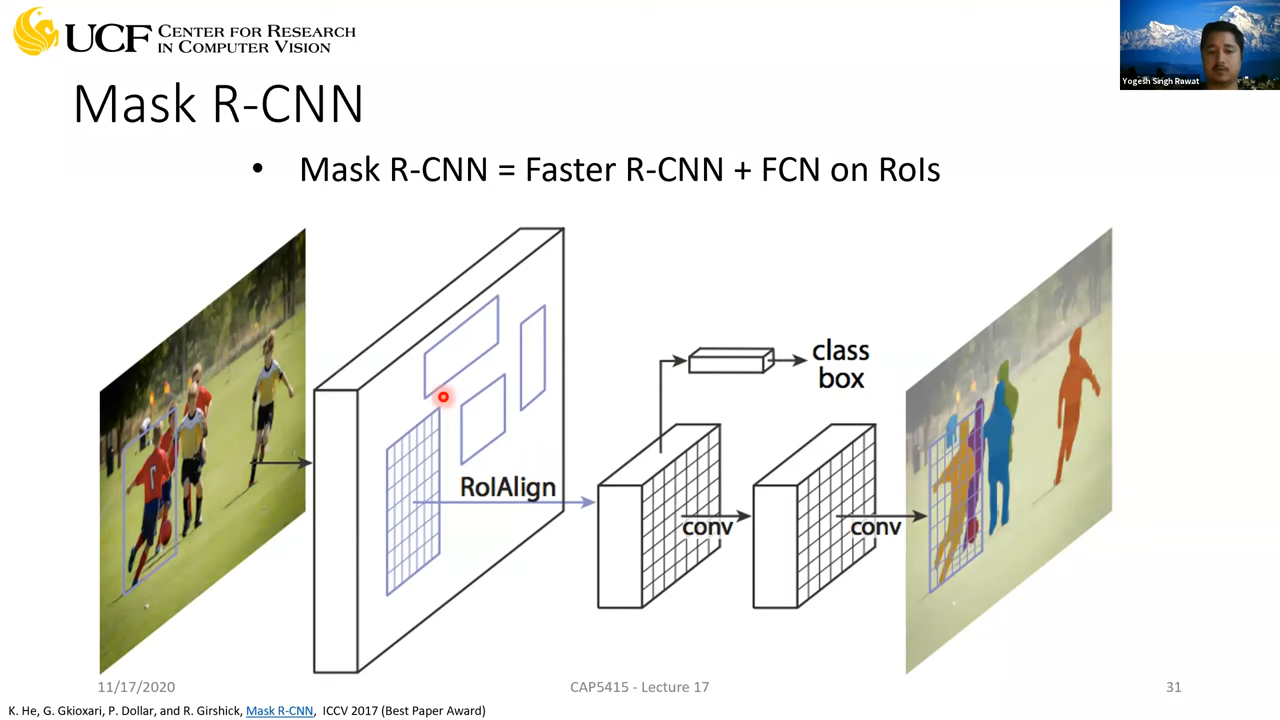 UCF CENTER FOR RESEARCH
IN COMPUTER VISION
Yogesh Singh Rawat
Mask R-CNN
• Mask R-CNN = Faster R-CNN + FCN on RoIs
class
box
RoIAlign
conv
conv
11/17/2020
CAP5415 - Lecture 17
31
K. He, G. Gkioxari, P. Dollar, and R. Girshick, Mask R-CNN, ICCV 2017 (Best Paper Award)